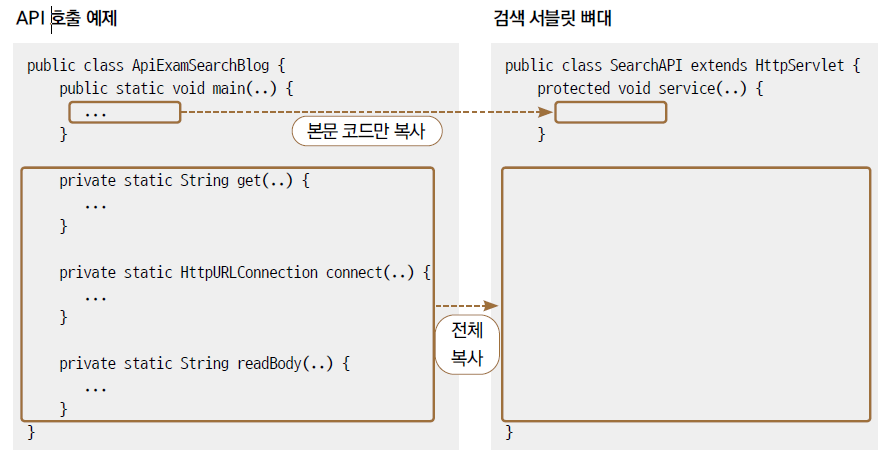 API 호출 예제
public class ApiExamSearchBlog {
public static void main(..) {
...
}
private static String get(..) {
...
}
private static HttpURLConnection connect(..) {
...
}
private static String readBody(..) {
...
}
}
본문 코드만 복사
전체
복사
검색 서블릿 뼈대
public class SearchAPI extends HttpServlet {
protected void service(..) {
}
}